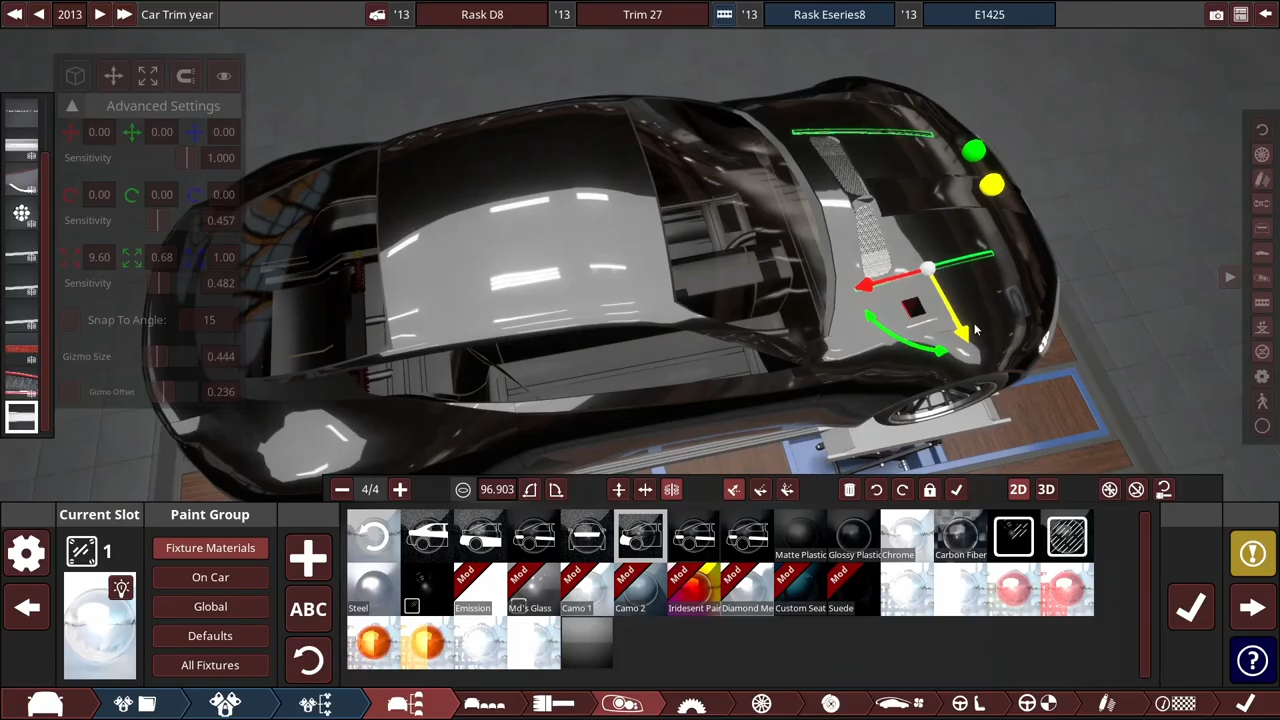 2013 Car Trim year '13 Rask D8 '13 Trim 27 '13 Rask Eseries8 '13 E1425
Advanced Settings
0.00 0.00 0.00
Sensitivity 1.000
0.00 0.00 0.00
Sensitivity 0.457
9.60 0.68 1.00
Sensitivity 0.482
Snap To Angle: 15
Gizmo Size 0.444
Gizmo Offset 0.236
4/4 96.903 2D 3D
Current Slot
1
Paint Group
Fixture Materials
On Car
Global
Defaults
All Fixtures
ABC
Matte Plastic Glossy Plastic Chrome Carbon Fiber
Mod Mod Mod Mod Mod Mod Mod Mod
Steel Emission Md's Glass Camo 1 Camo 2 Iridesent Pain Diamond Me Custom Seat Suede